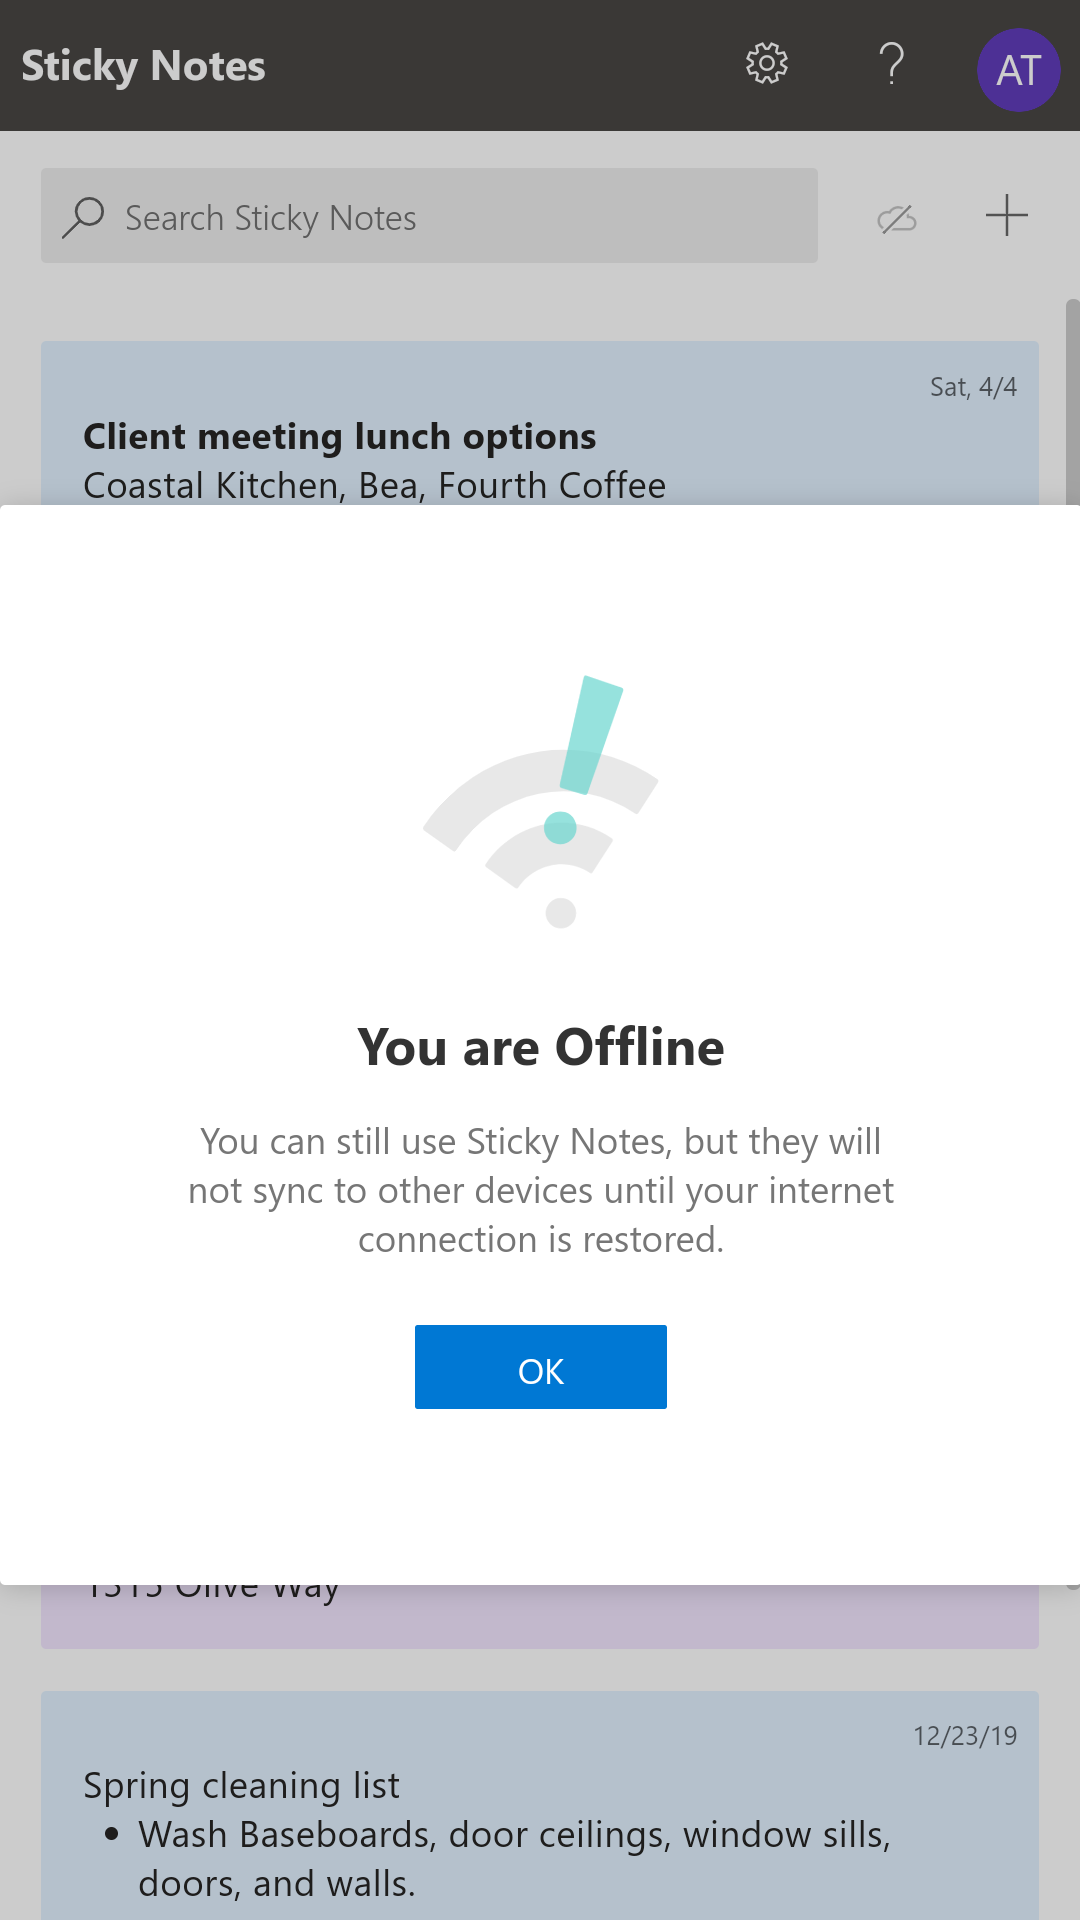 Sticky Notes
?
AT
Search Sticky Notes
Sat, 4/4
Client meeting lunch options
Coastal Kitchen, Bea, Fourth Coffee
You are Offline
You can still use Sticky Notes, but they will
not sync to other devices until your internet
connection is restored.
OK
1515 Olive Way
12/23/19
Spring cleaning list
• Wash Baseboards, door ceilings, window sills,
doors, and walls.